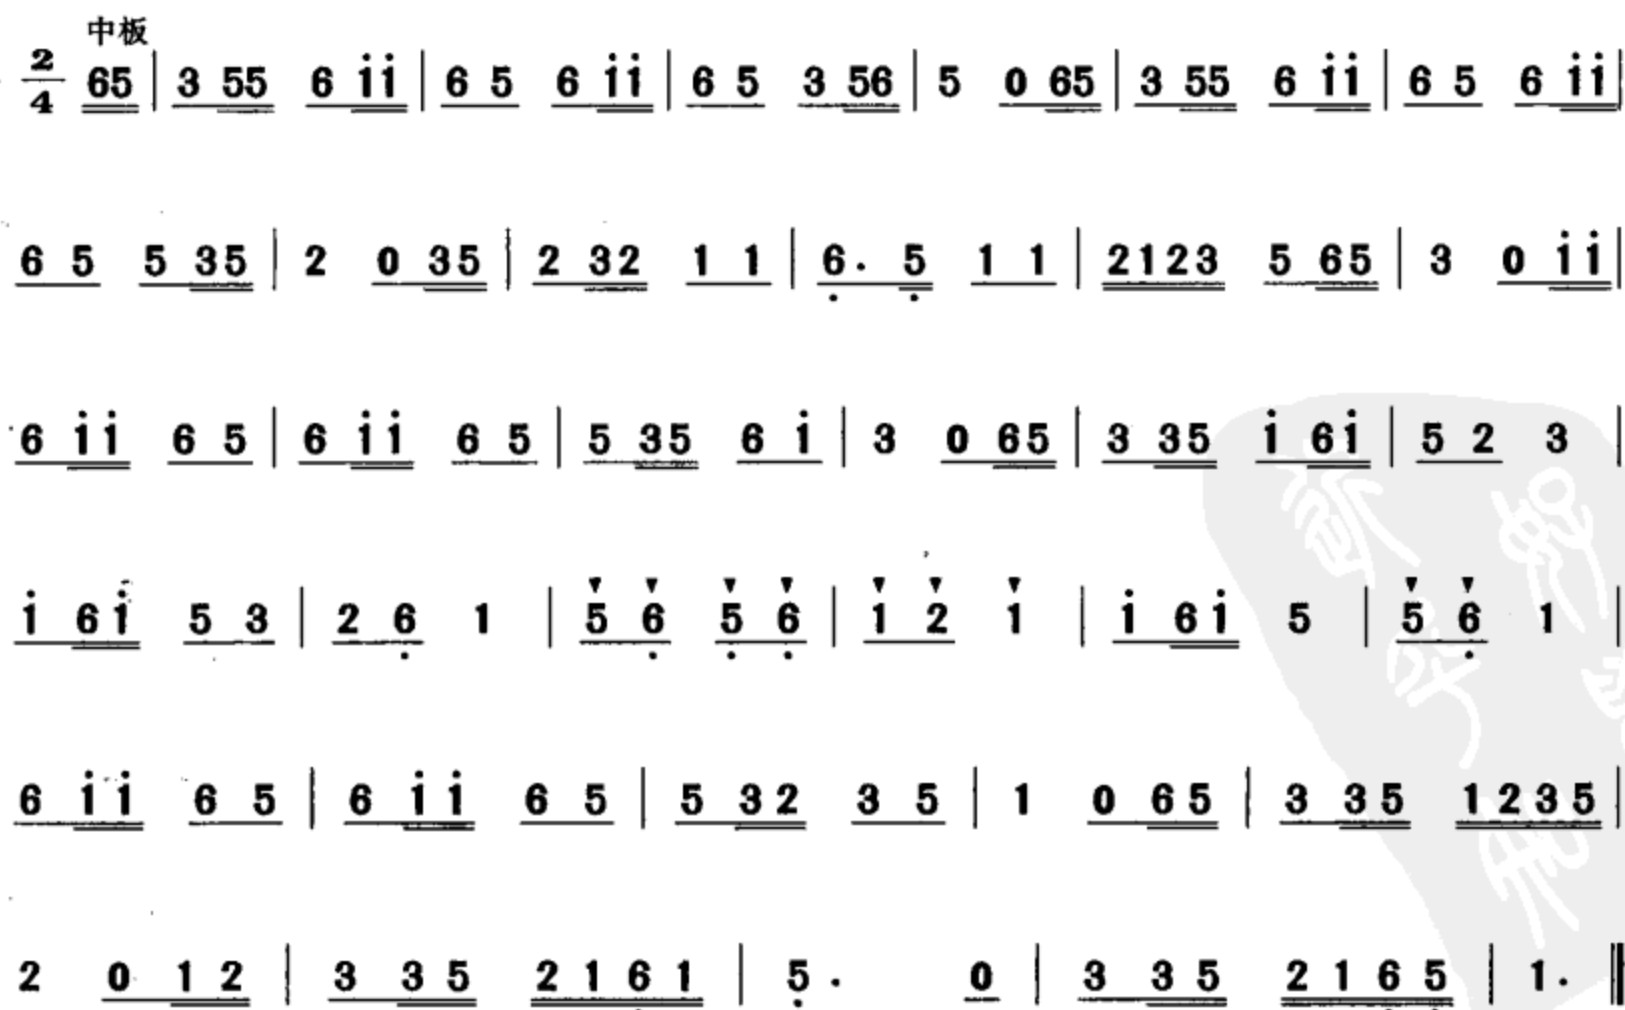 中板
2/4 65 | 3 55 6 i̇i̇ | 6 5 6 i̇i̇ | 6 5 3 56 | 5 0 65 | 3 55 6 i̇i̇ | 6 5 6 i̇i̇ |
6 5 5 35 | 2 0 35 | 2 32 1 1 | 6̣. 5̣ 1 1 | 2123 5 65 | 3 0 i̇i̇ |
6 i̇i̇ 6 5 | 6 i̇i̇ 6 5 | 5 35 6 i̇ | 3 0 65 | 3 35 i̇ 6i̇ | 5 2 3 |
i̇ 6i̇ 5 3 | 2 6̣ 1 | 5 6̣ 5̣ 6̣ | 1 2 1 | i̇ 6i̇ 5 | 5 6̣ 1 |
6 i̇i̇ 6 5 | 6 i̇i̇ 6 5 | 5 32 3 5 | 1 0 65 | 3 35 1235 |
2 0 12 | 3 35 216̣1 | 5̣. 0 | 3 35 216̣5̣ | 1. ‖